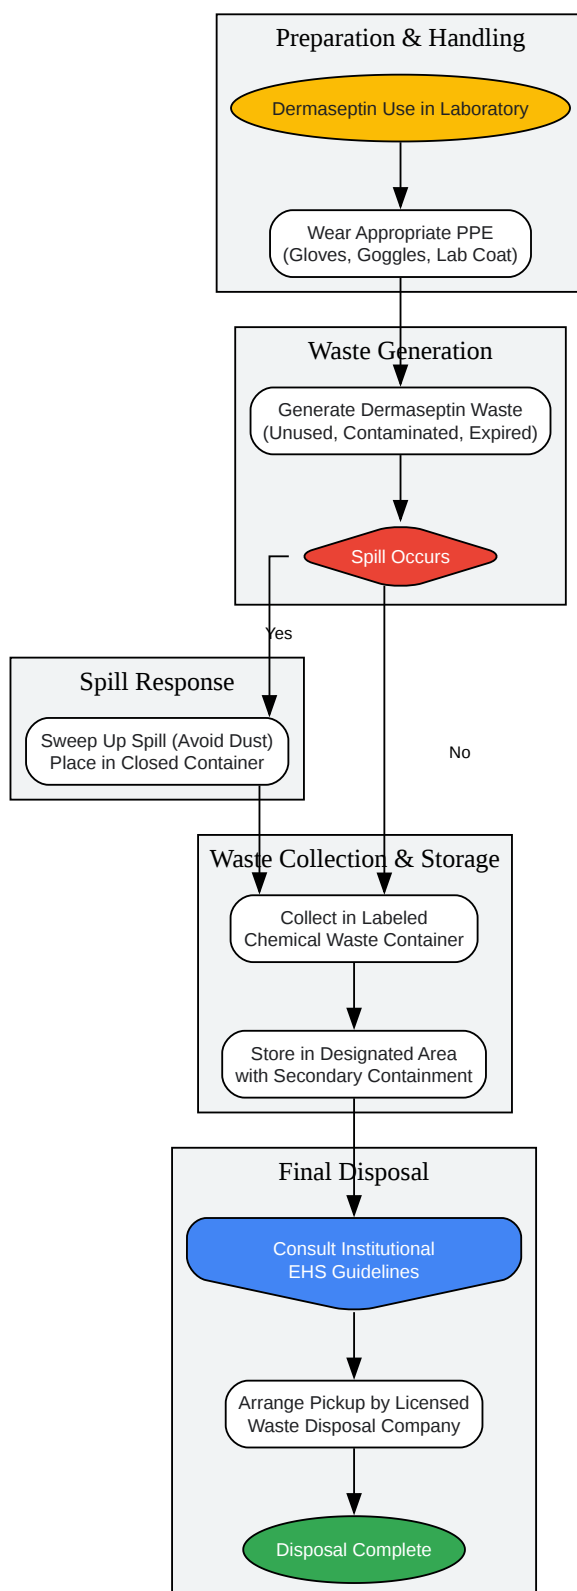 Preparation & Handling
Dermaseptin Use in Laboratory
Wear Appropriate PPE
(Gloves, Goggles, Lab Coat)
Waste Generation
Generate Dermaseptin Waste
(Unused, Contaminated, Expired)
Spill Occurs
Yes
Spill Response
Sweep Up Spill (Avoid Dust)
Place in Closed Container
No
Waste Collection & Storage
Collect in Labeled
Chemical Waste Container
Store in Designated Area
with Secondary Containment
Final Disposal
Consult Institutional
EHS Guidelines
Arrange Pickup by Licensed
Waste Disposal Company
Disposal Complete